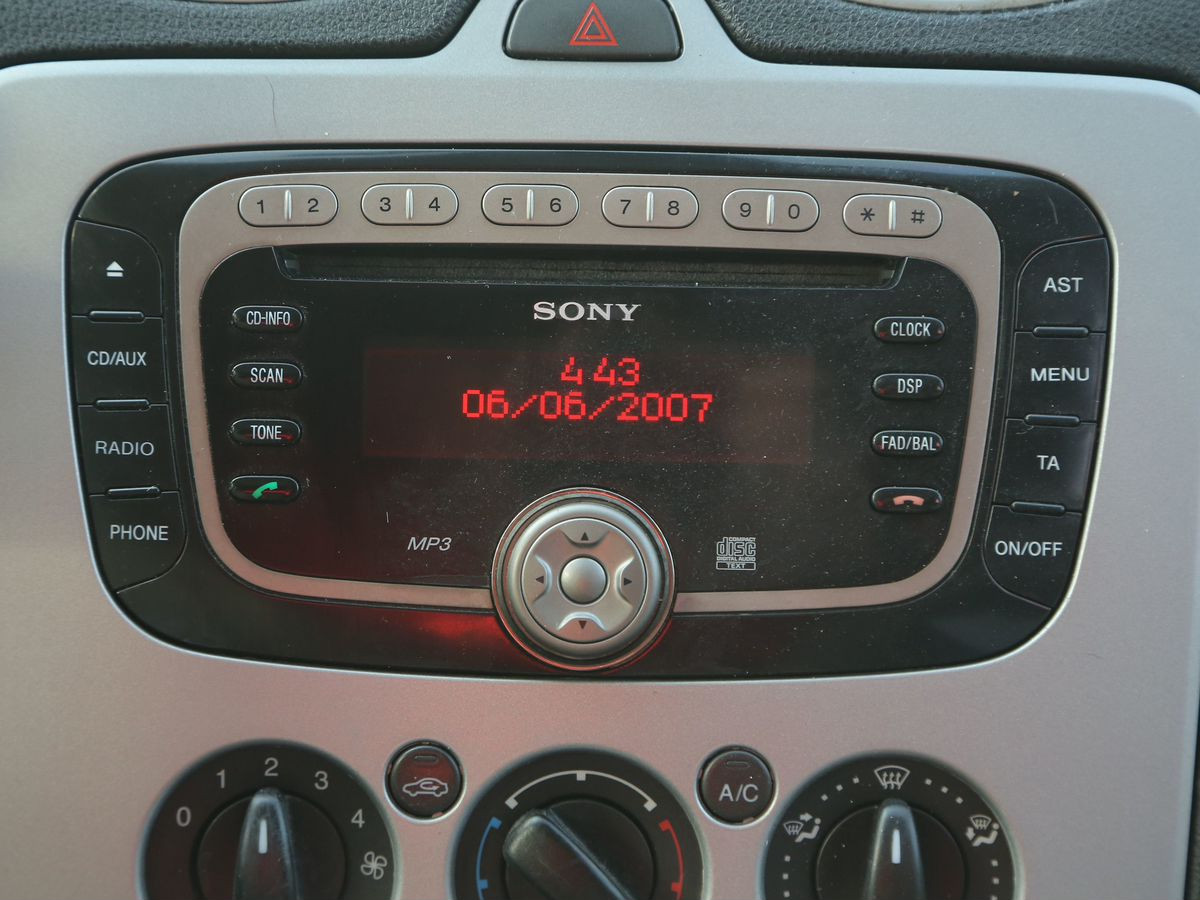 1 2 3 4 5 6 7 8 9 0 * #
SONY
CD-INFO
CLOCK
AST
CD/AUX
SCAN
4 43
06/06/2007
DSP
MENU
RADIO
TONE
FAD/BAL
TA
PHONE
MP3
COMPACT
disc
DIGITAL AUDIO
TEXT
ON/OFF
0 1 2 3 4
A/C